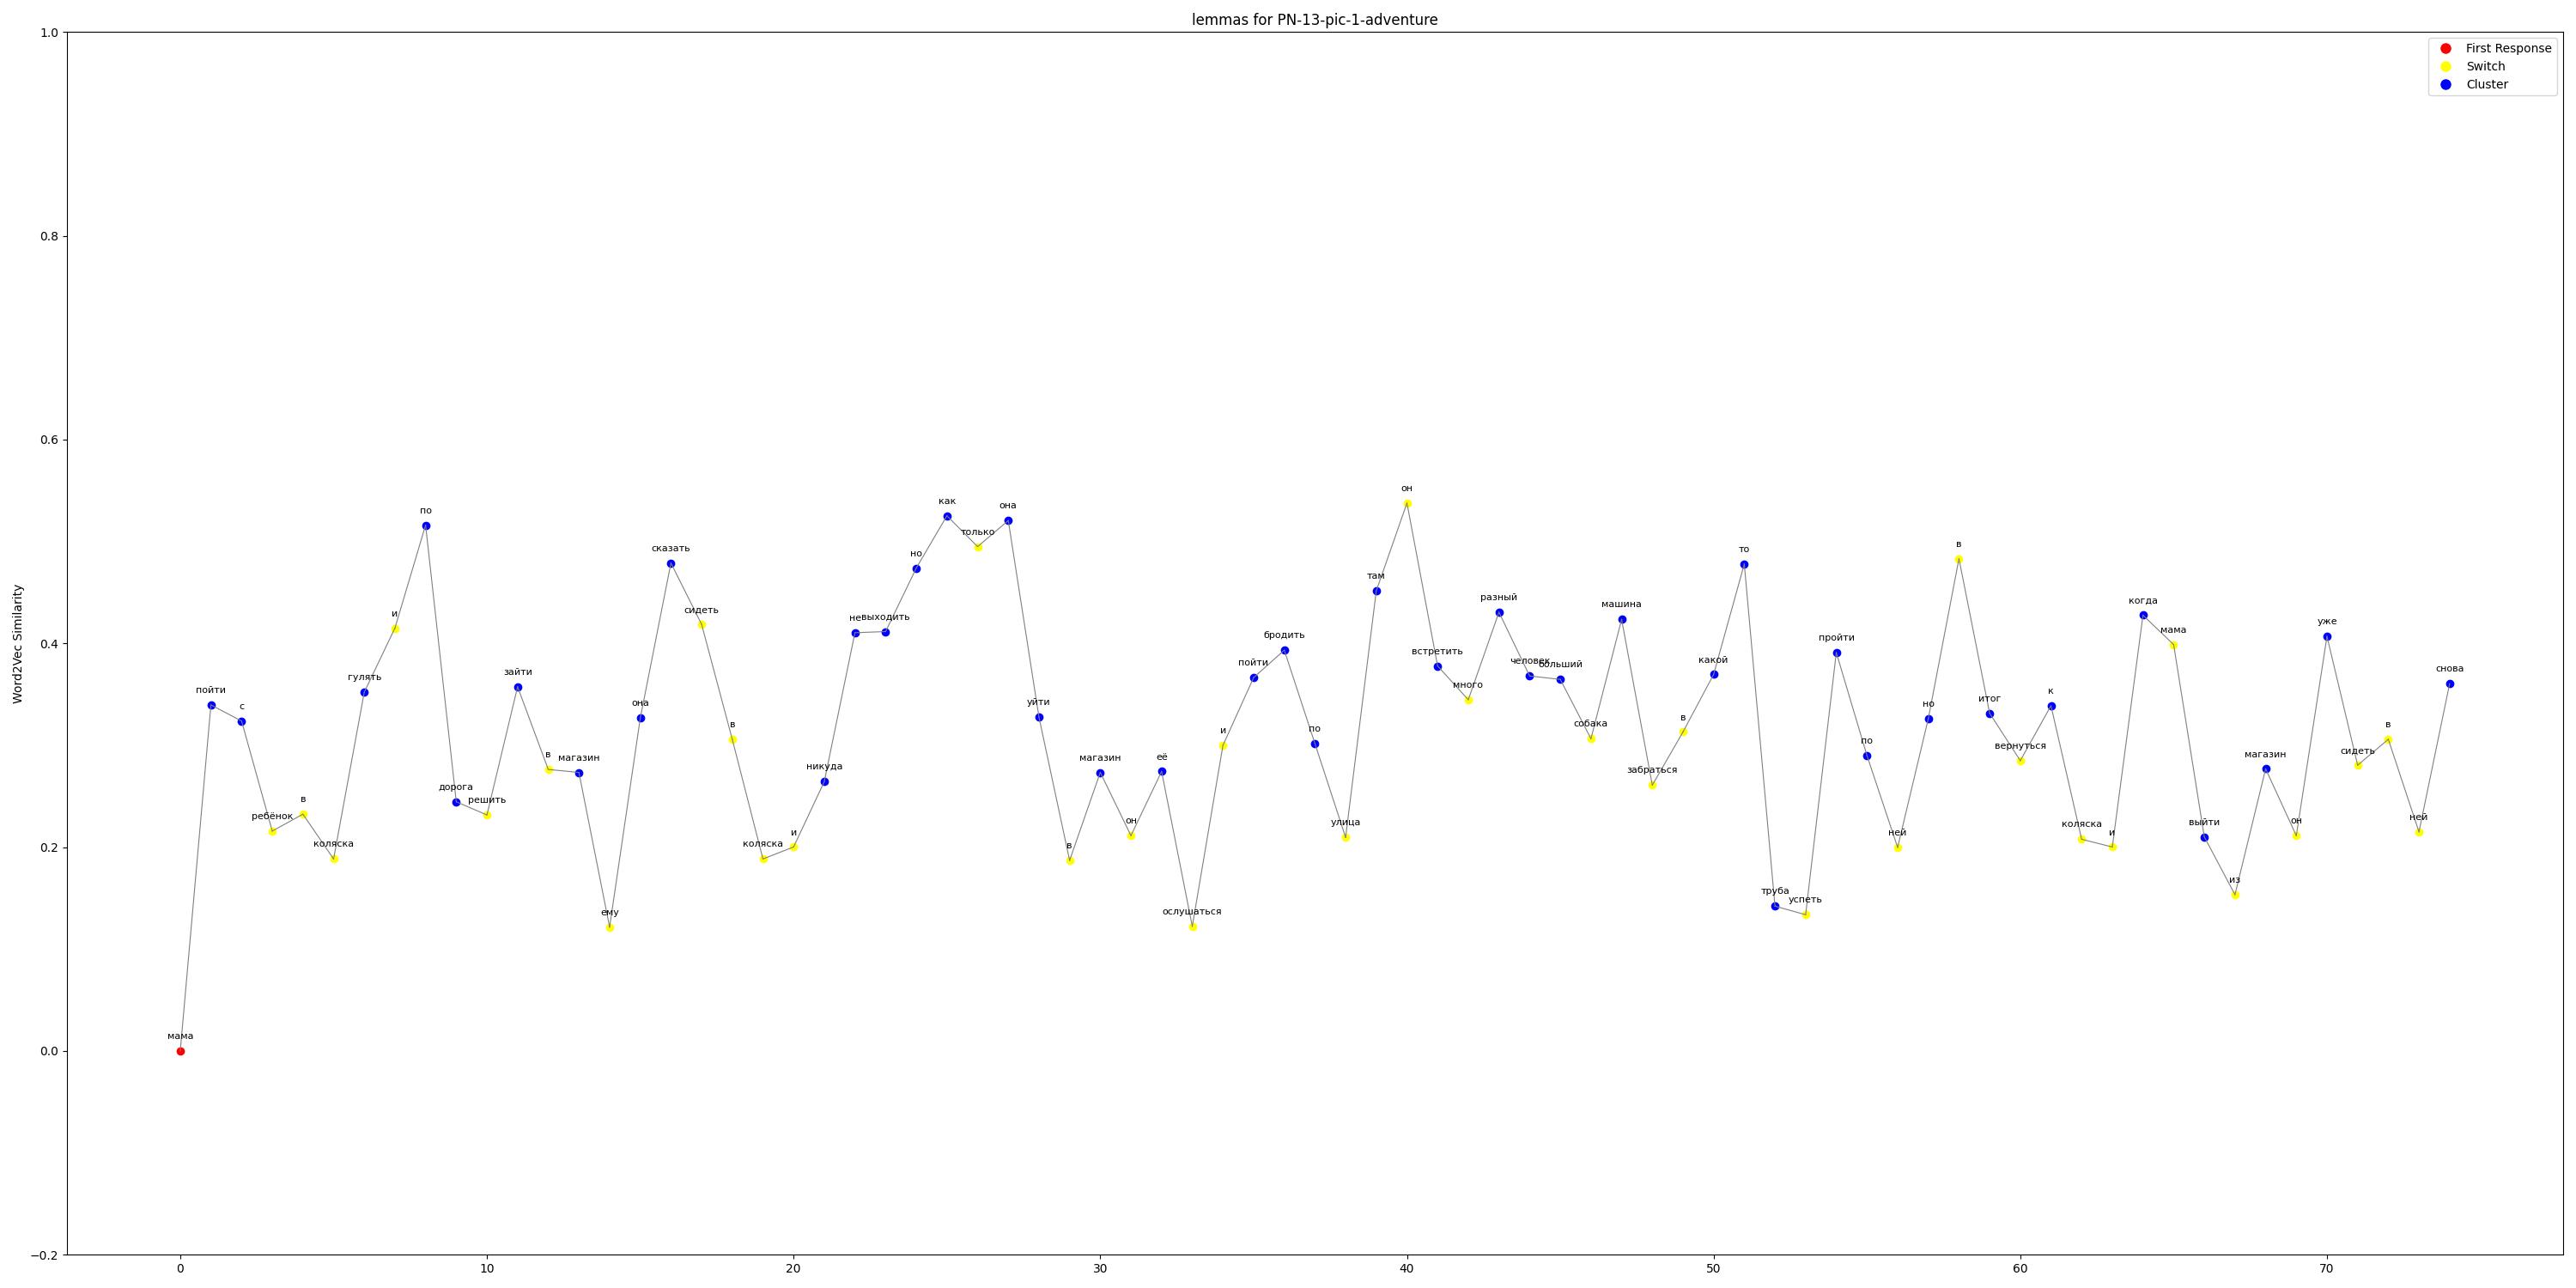 lemmas for PN-13-pic-1-adventure
First Response
Switch
Cluster
Word2Vec Similarity
1.0
0.8
0.6
0.4
0.2
0.0
−0.2
мама
пойти
с
ребёнок
в
коляска
гулять
и
по
дорога
решить
зайти
в
магазин
ему
она
сказать
сидеть
в
коляска
и
никуда
не
выходить
но
как
только
она
уйти
в
магазин
он
её
ослушаться
и
пойти
бродить
по
улица
там
он
встретить
много
разный
человек
больший
собака
машина
забраться
в
какой
то
труба
успеть
пройти
по
ней
но
в
итог
вернуться
к
коляска
и
когда
мама
выйти
из
магазин
он
уже
сидеть
в
ней
снова
0
10
20
30
40
50
60
70